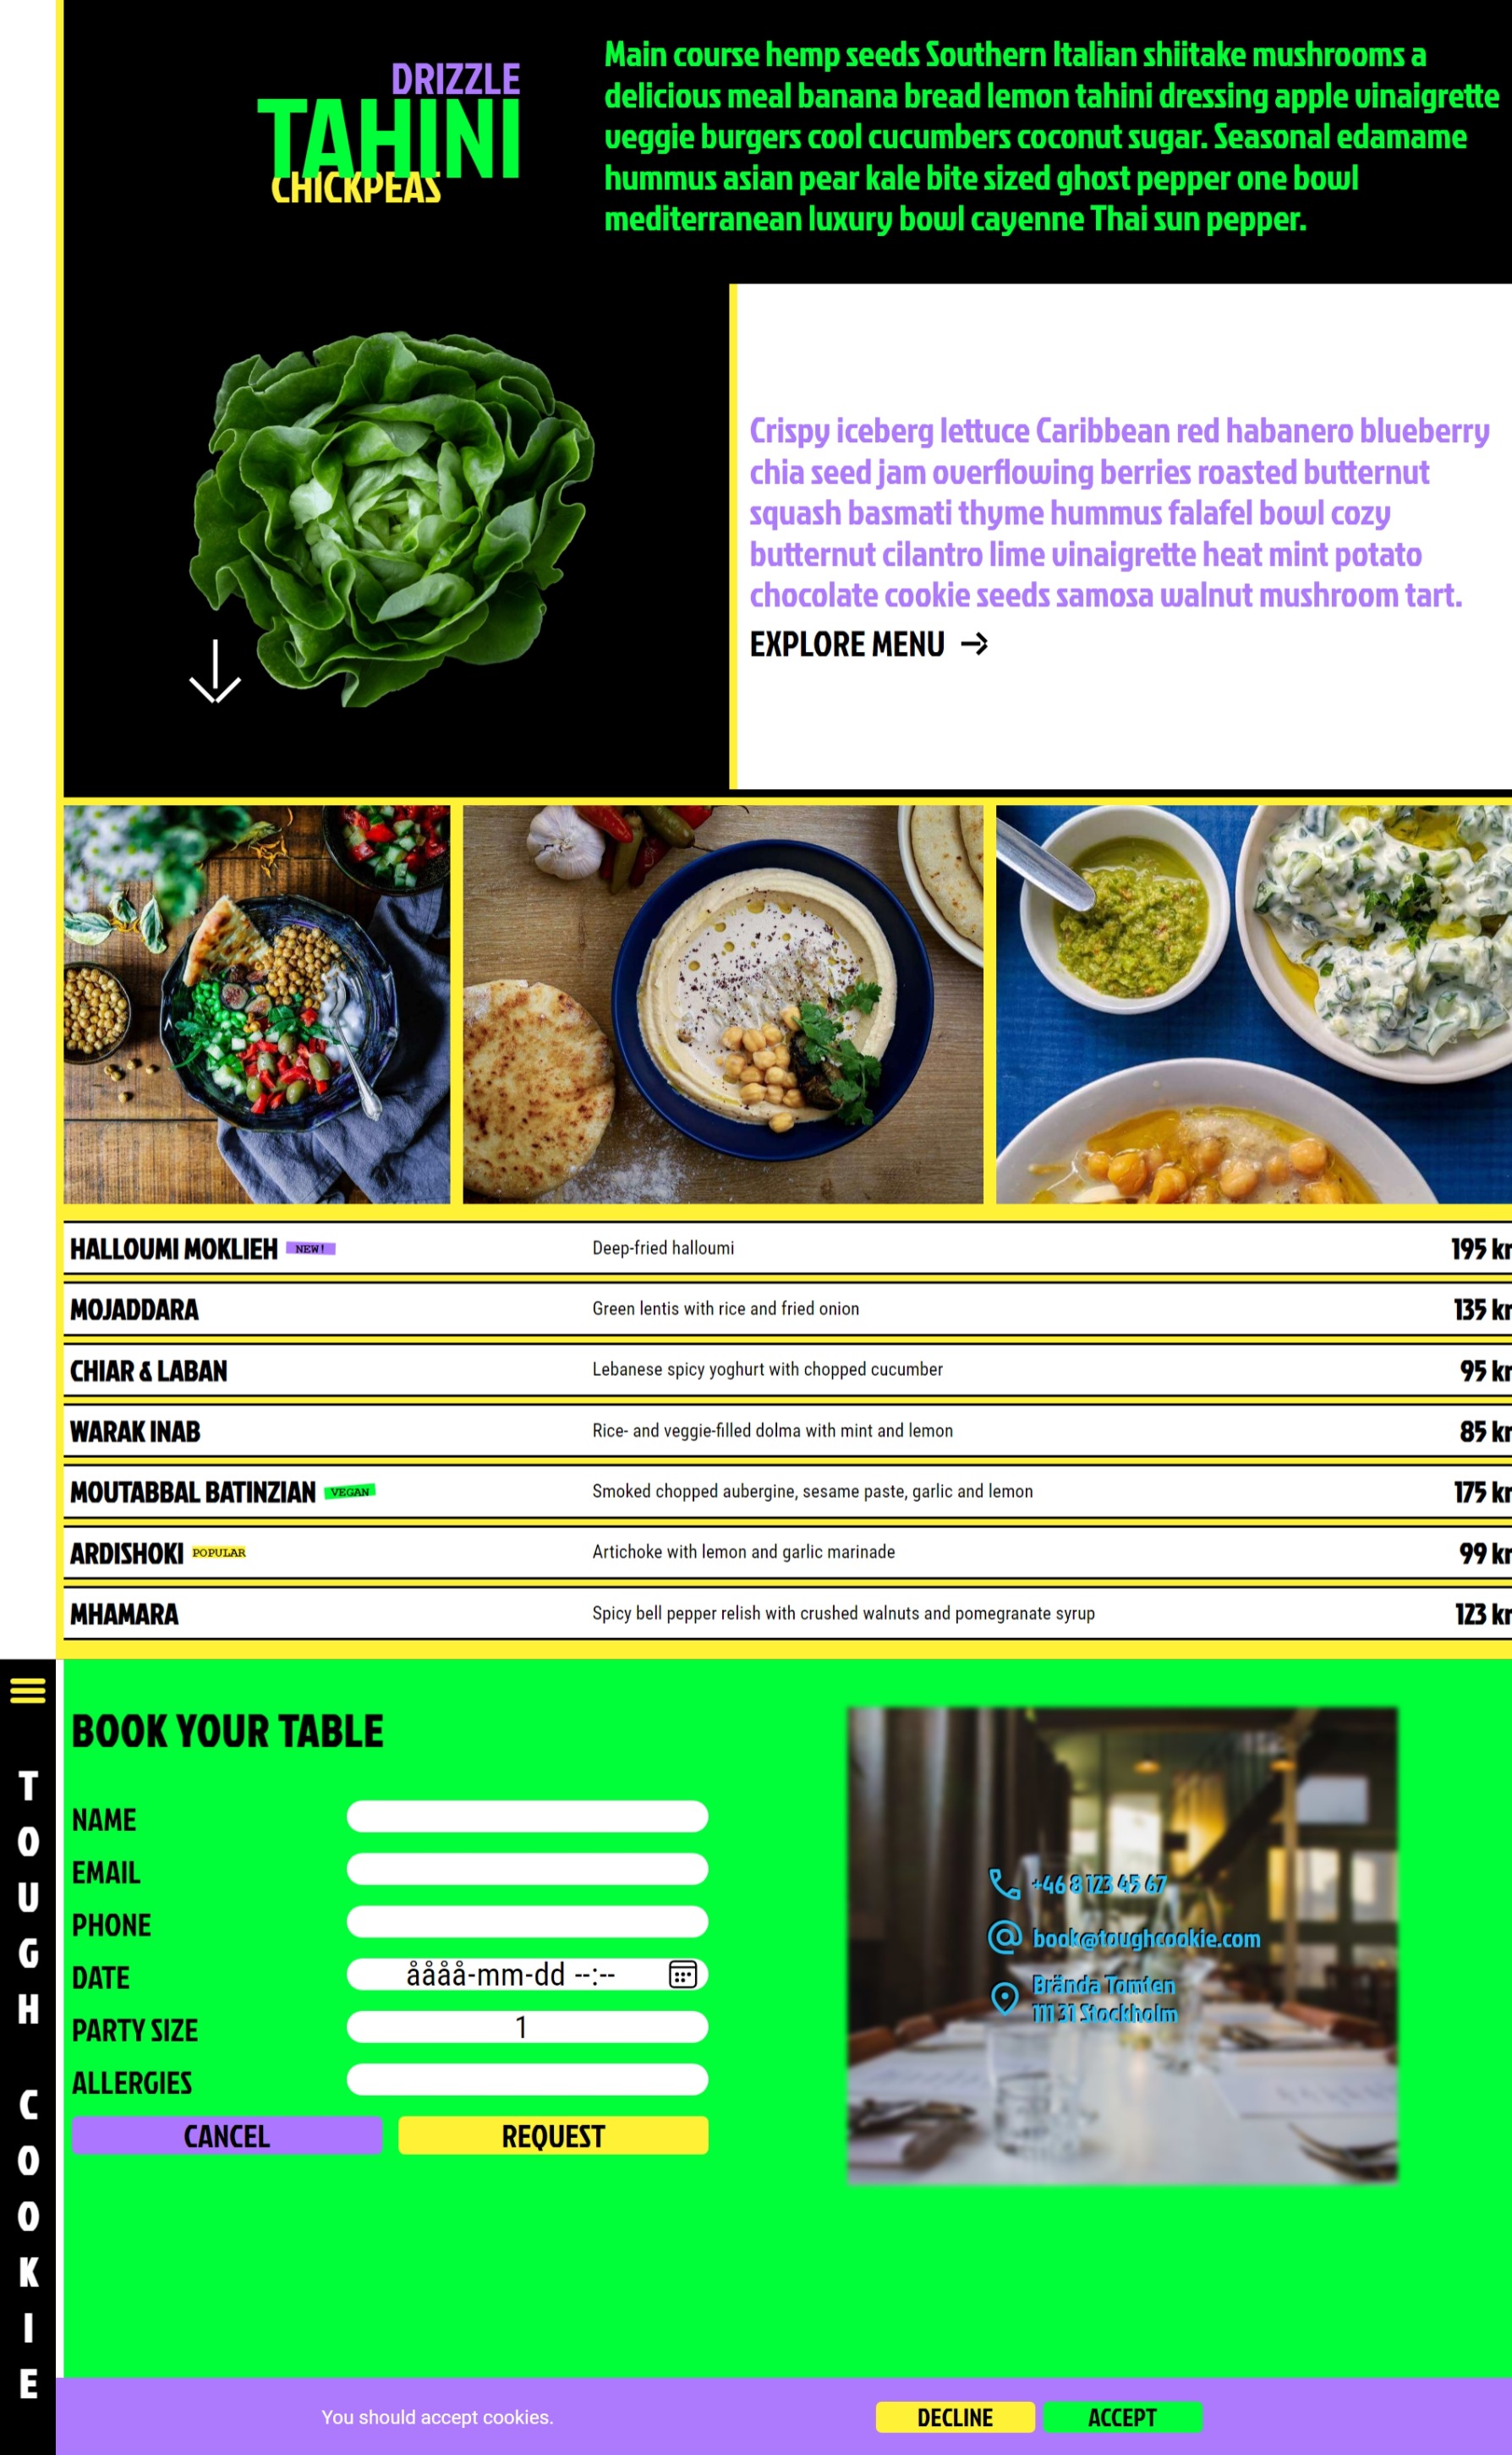 DRIZZLE
TAHINI
CHICKPEAS
Main course hemp seeds Southern Italian shiitake mushrooms a
delicious meal banana bread lemon tahini dressing apple vinaigrette
veggie burgers cool cucumbers coconut sugar. Seasonal edamame
hummus asian pear kale bite sized ghost pepper one bowl
mediterranean luxury bowl cayenne Thai sun pepper.
Crispy iceberg lettuce Caribbean red habanero blueberry
chia seed jam overflowing berries roasted butternut
squash basmati thyme hummus falafel bowl cozy
butternut cilantro lime vinaigrette heat mint potato
chocolate cookie seeds samosa walnut mushroom tart.
EXPLORE MENU
HALLOUMI MOKLIEH NEW! Deep-fried halloumi 195 kr
MOJADDARA Green lentis with rice and fried onion 135 kr
CHIAR & LABAN Lebanese spicy yoghurt with chopped cucumber 95 kr
WARAK INAB Rice- and veggie-filled dolma with mint and lemon 85 kr
MOUTABBAL BATINZIAN VEGAN Smoked chopped aubergine, sesame paste, garlic and lemon 175 kr
ARDISHOKI POPULAR Artichoke with lemon and garlic marinade 99 kr
MHAMARA Spicy bell pepper relish with crushed walnuts and pomegranate syrup 123 kr
TOUGH COOKIE
BOOK YOUR TABLE
NAME
EMAIL
PHONE
DATE åååå-mm-dd --:--
PARTY SIZE 1
ALLERGIES
CANCEL REQUEST
+46 8 123 45 67
book@toughcookie.com
Brända Tomten
111 31 Stockholm
You should accept cookies. DECLINE ACCEPT